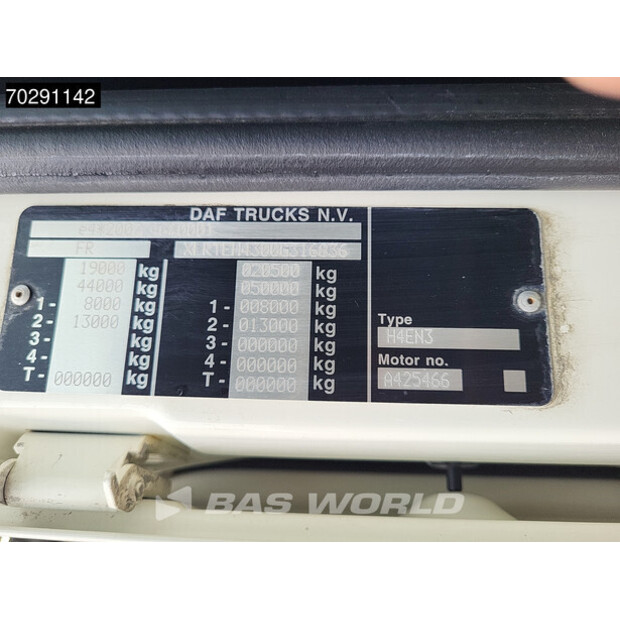 70291142
DAF TRUCKS N.V.
FR XLRTEH4300G316036
19000 kg 020500 kg
44000 kg 050000 kg
1- 8000 kg 1- 008000 kg
2- 13000 kg 2- 013000 kg
3- kg 3- 000000 kg
4- kg 4- 000000 kg
T- 000000 kg T- 000000 kg
Type
H4EN3
Motor no.
A425466
BAS WORLD